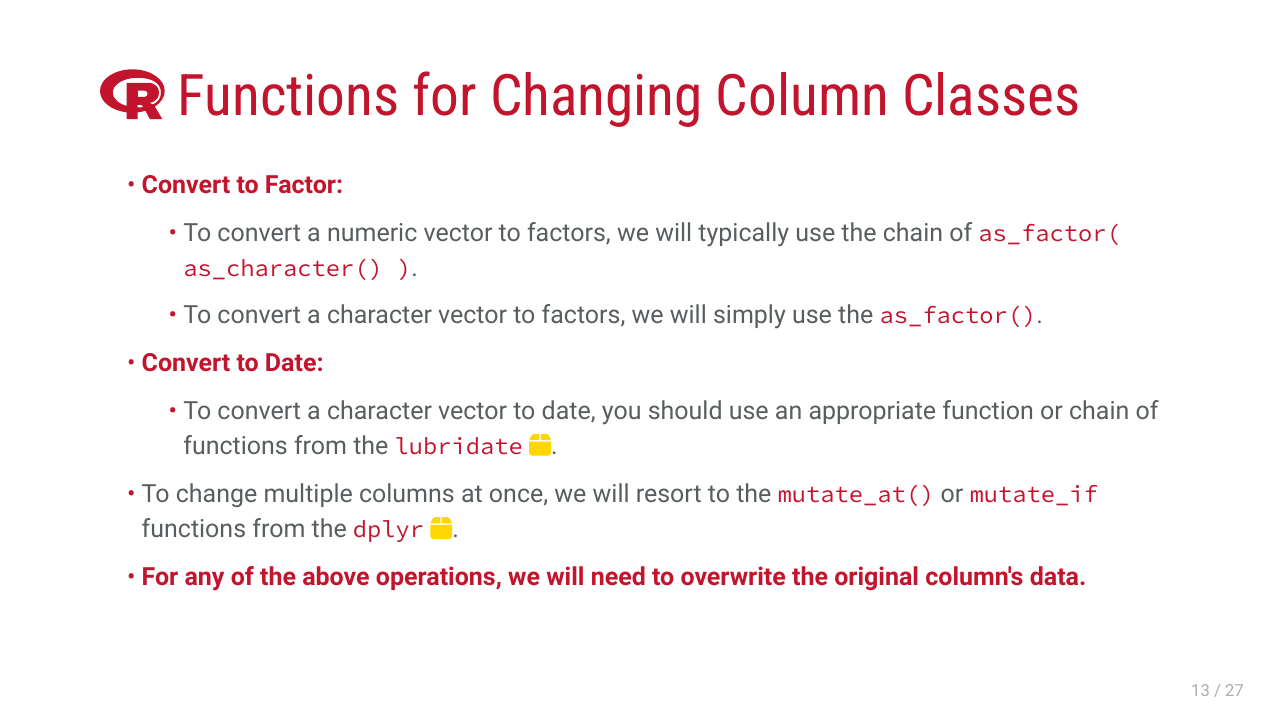 R Functions for Changing Column Classes
• Convert to Factor:
• To convert a numeric vector to factors, we will typically use the chain of as_factor(
as_character() ).
• To convert a character vector to factors, we will simply use the as_factor().
• Convert to Date:
• To convert a character vector to date, you should use an appropriate function or chain of
functions from the lubridate .
• To change multiple columns at once, we will resort to the mutate_at() or mutate_if
functions from the dplyr .
• For any of the above operations, we will need to overwrite the original column's data.
13 / 27